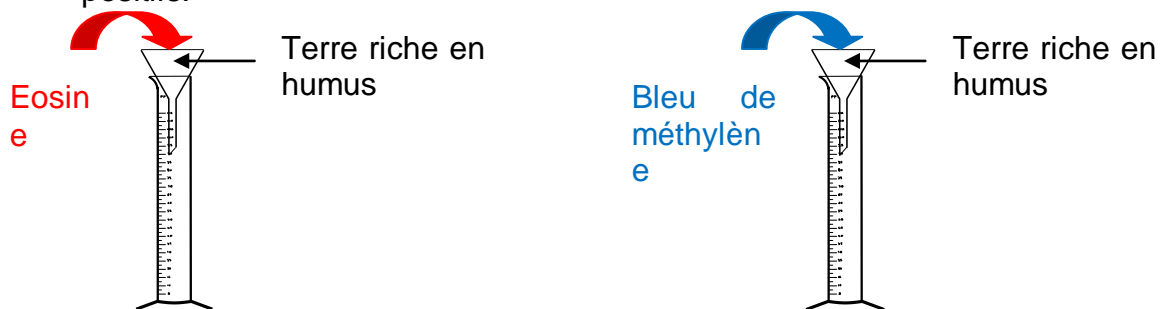 Terre riche en
humus
Eosin
e
Terre riche en
humus
Bleu de
méthylèn
e